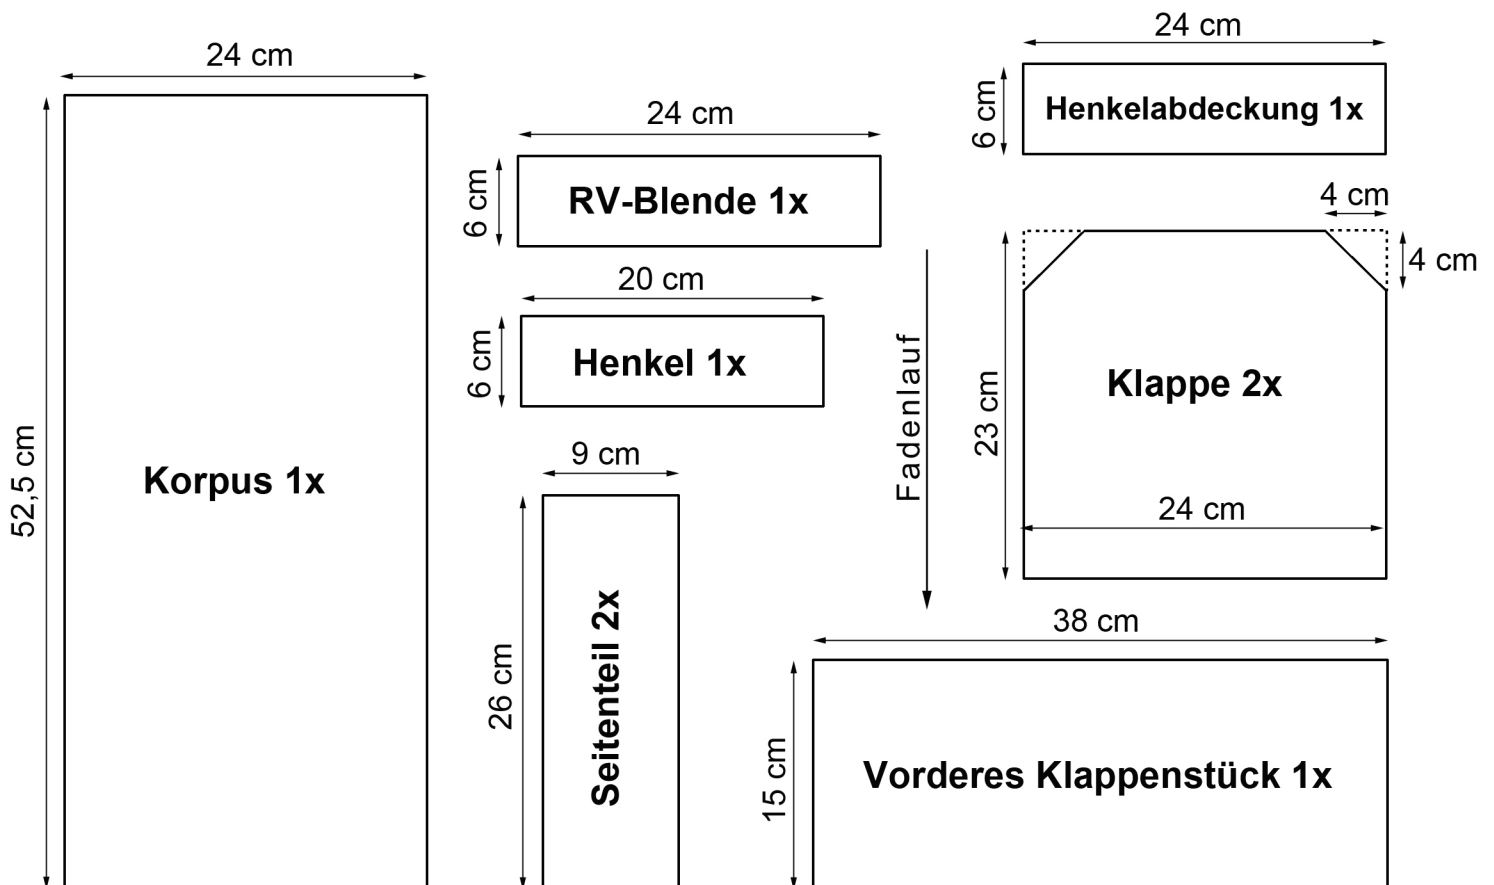 24 cm
52,5 cm
Korpus 1x
24 cm
6 cm
RV-Blende 1x
20 cm
6 cm
Henkel 1x
9 cm
26 cm
Seitenteil 2x
Fadenlauf
24 cm
6 cm
Henkelabdeckung 1x
4 cm
4 cm
23 cm
Klappe 2x
24 cm
38 cm
15 cm
Vorderes Klappenstück 1x